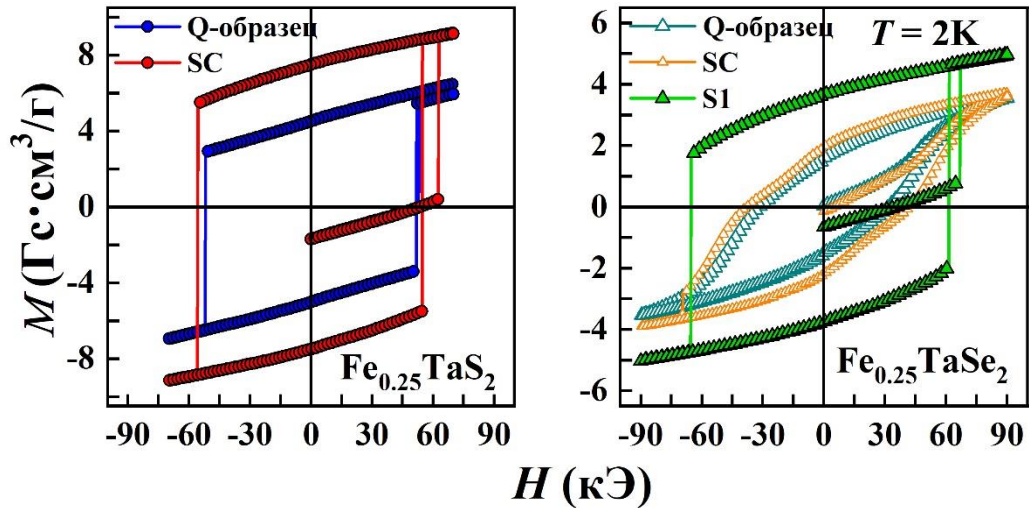 M (Гс·см³/г)
8
4
0
-4
-8
Q-образец
SC
Fe₀.₂₅TaS₂
-90 -60 -30 0 30 60 90
6
4
2
0
-2
-4
-6
Q-образец
SC
S1
T = 2K
Fe₀.₂₅TaSe₂
-90 -60 -30 0 30 60 90
H (кЭ)